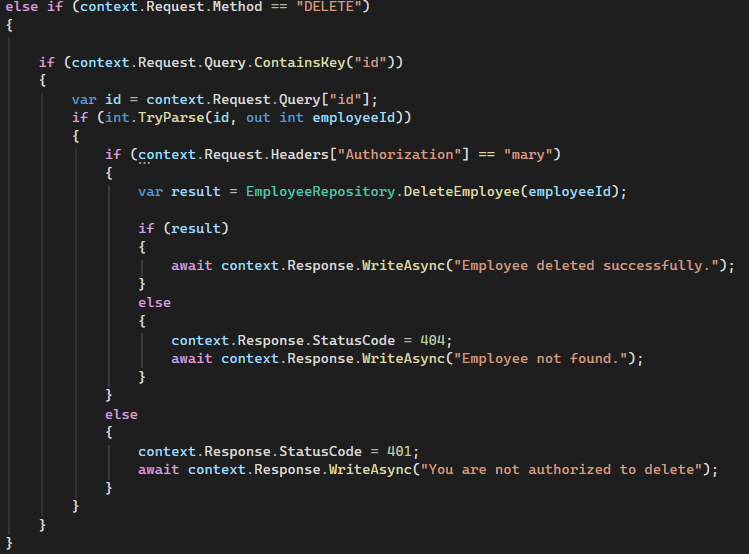 else if (context.Request.Method == "DELETE")
{
if (context.Request.Query.ContainsKey("id"))
{
var id = context.Request.Query["id"];
if (int.TryParse(id, out int employeeId))
{
if (context.Request.Headers["Authorization"] == "mary")
{
var result = EmployeeRepository.DeleteEmployee(employeeId);
if (result)
{
await context.Response.WriteAsync("Employee deleted successfully.");
}
else
{
context.Response.StatusCode = 404;
await context.Response.WriteAsync("Employee not found.");
}
}
else
{
context.Response.StatusCode = 401;
await context.Response.WriteAsync("You are not authorized to delete");
}
}
}
}